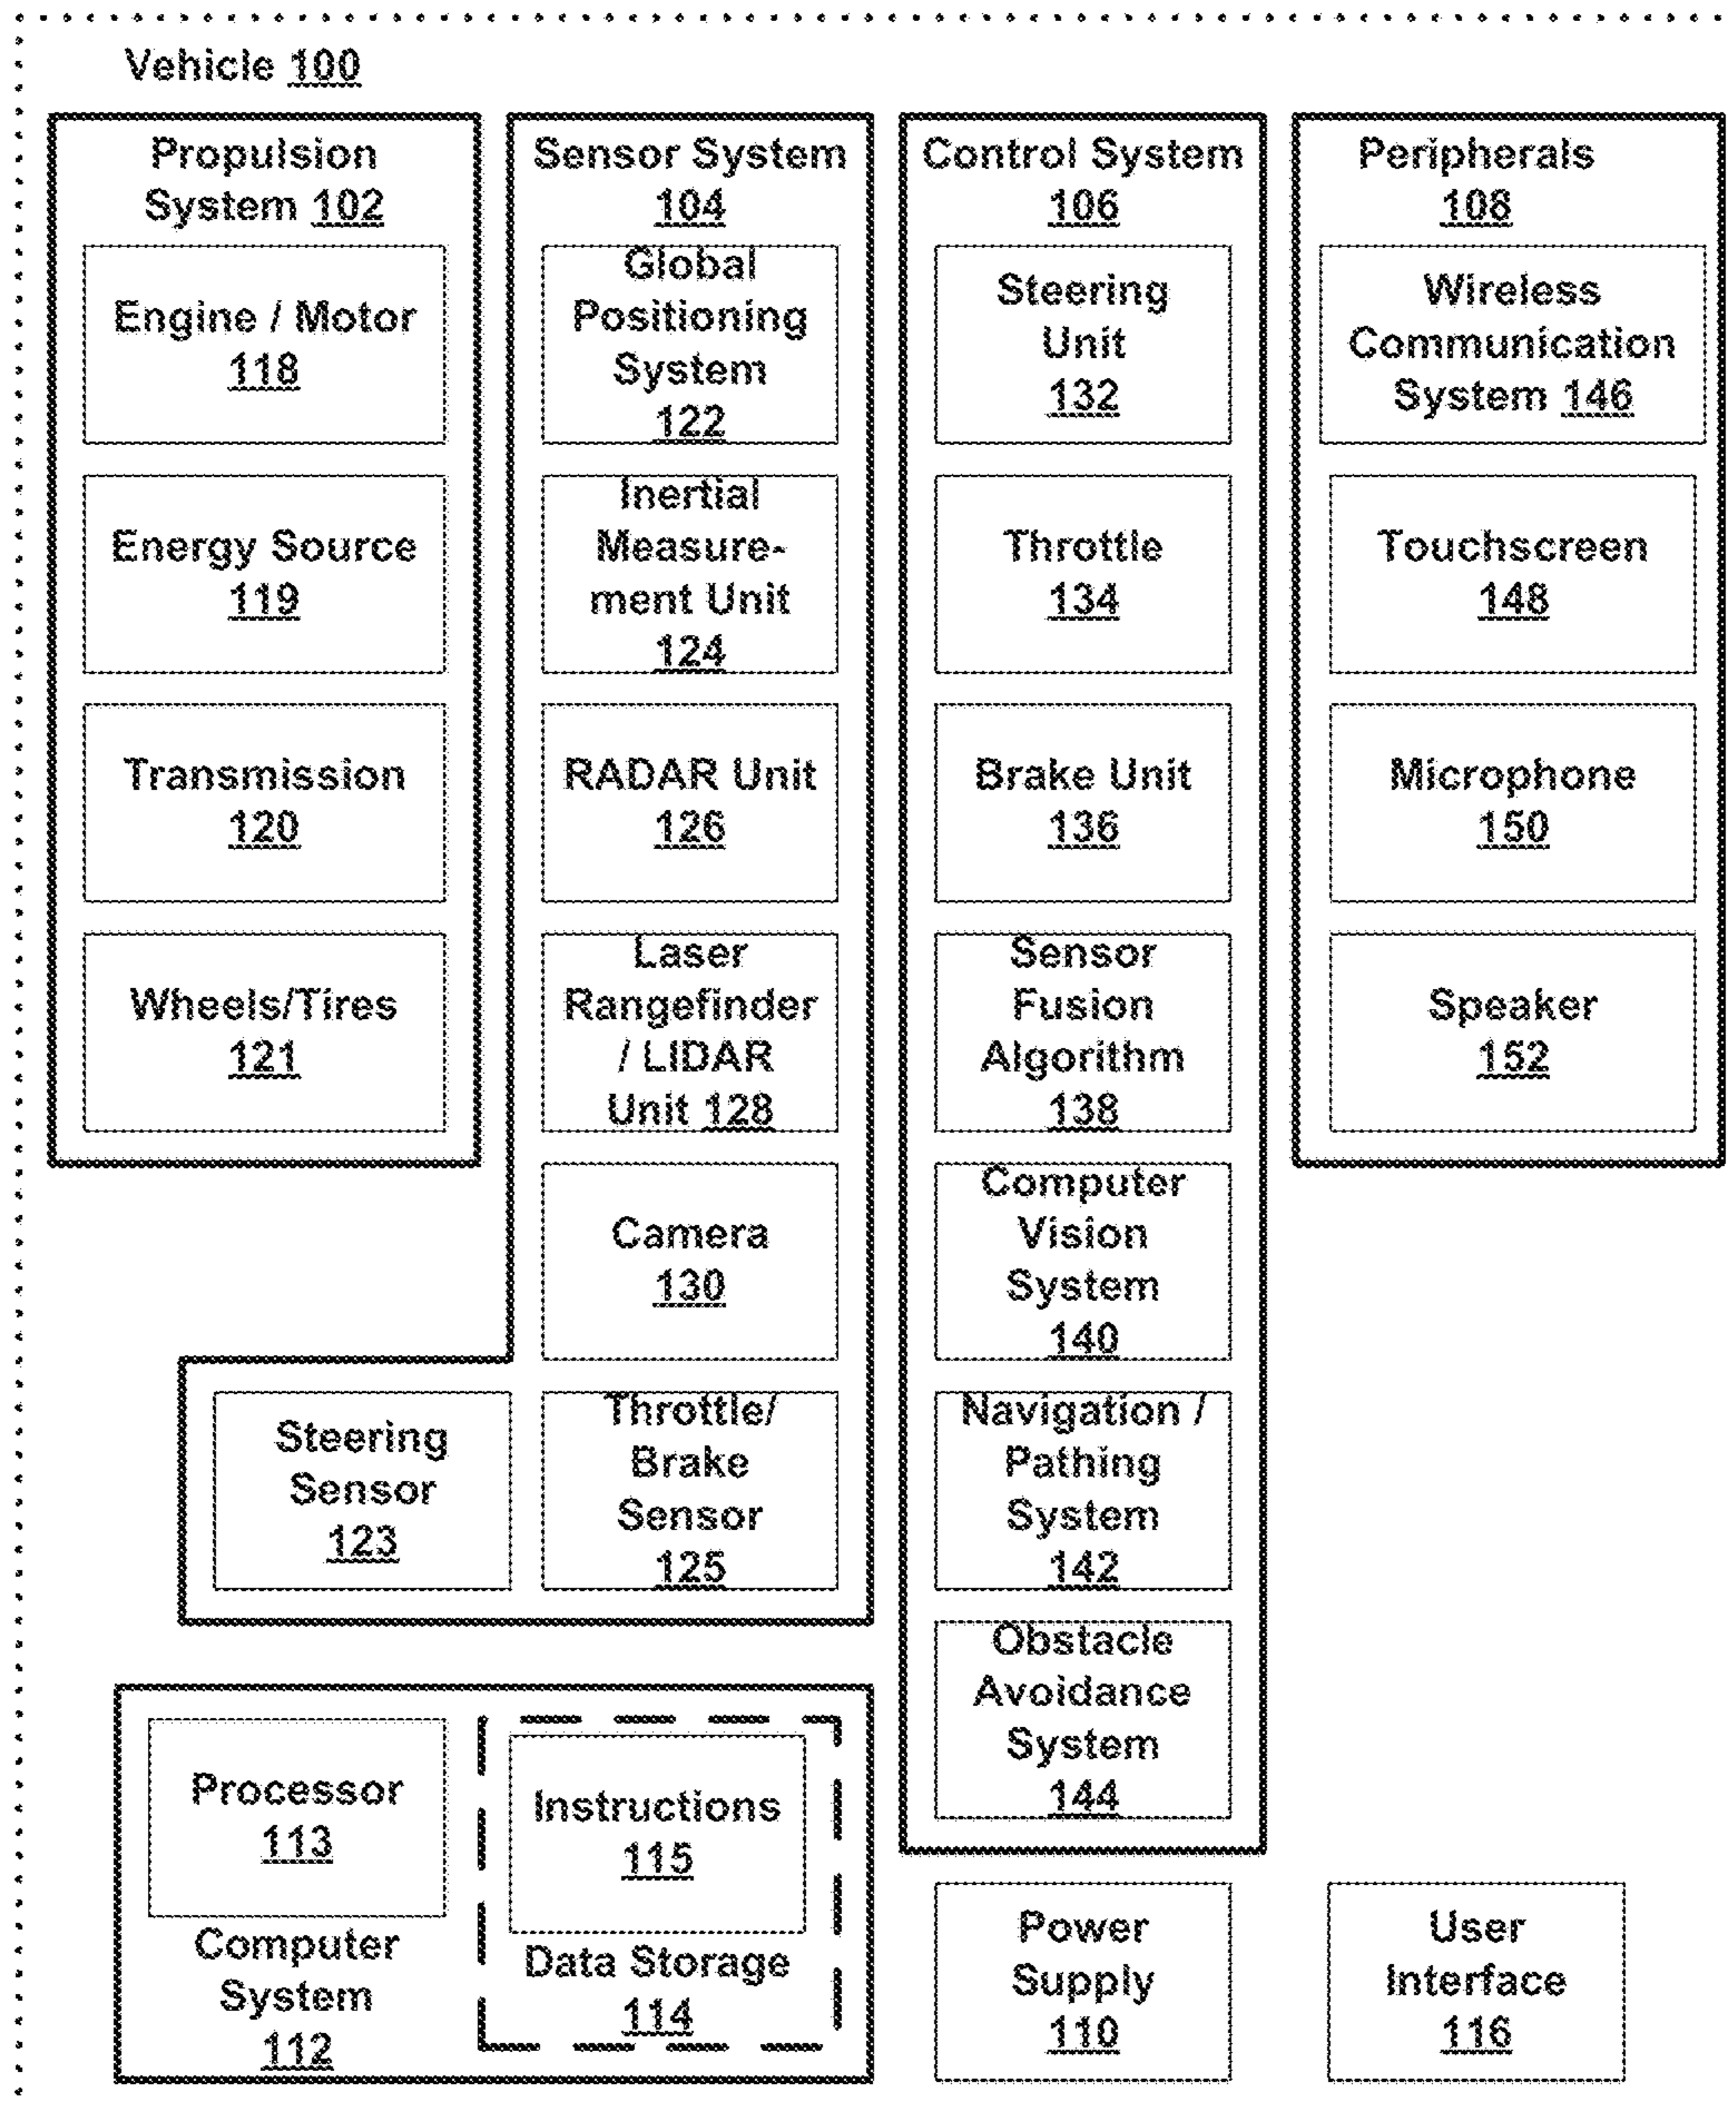 Vehicle 100
Propulsion
System 102
Engine / Motor
118
Energy Source
119
Transmission
120
Wheels/Tires
121
Sensor System
104
Global
Positioning
System
122
Inertial
Measure-
ment Unit
124
RADAR Unit
126
Laser
Rangefinder
/ LIDAR
Unit 128
Camera
130
Steering
Sensor
123
Throttle/
Brake
Sensor
125
Control System
106
Steering
Unit
132
Throttle
134
Brake Unit
136
Sensor
Fusion
Algorithm
138
Computer
Vision
System
140
Navigation /
Pathing
System
142
Obstacle
Avoidance
System
144
Peripherals
108
Wireless
Communication
System 146
Touchscreen
148
Microphone
150
Speaker
152
Processor
113
Computer
System
112
Instructions
115
Data Storage
114
Power
Supply
110
User
Interface
116